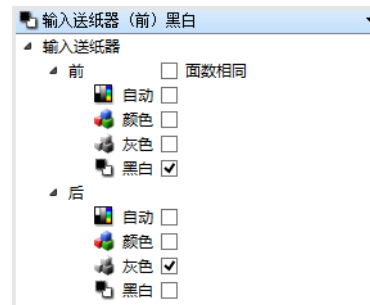 输入送纸器（前）黑白
输入送纸器
前 面数相同
自动
颜色
灰色
黑白
后
自动
颜色
灰色
黑白